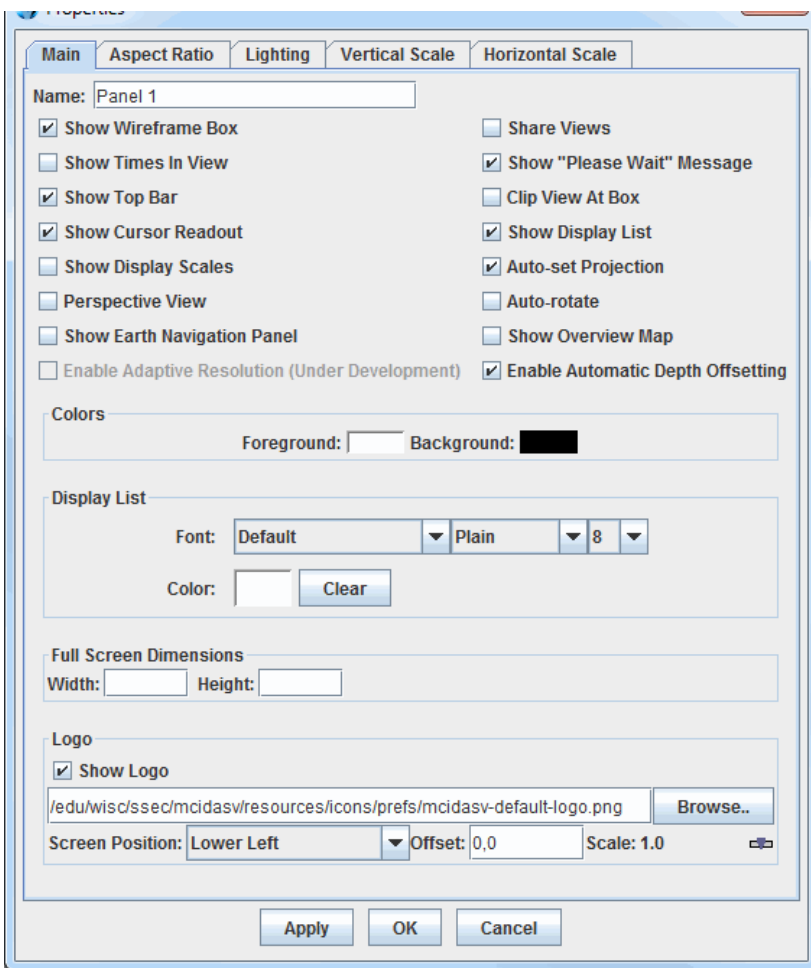 Properties
Main Aspect Ratio Lighting Vertical Scale Horizontal Scale
Name: Panel 1
Show Wireframe Box Share Views
Show Times In View Show "Please Wait" Message
Show Top Bar Clip View At Box
Show Cursor Readout Show Display List
Show Display Scales Auto-set Projection
Perspective View Auto-rotate
Show Earth Navigation Panel Show Overview Map
Enable Adaptive Resolution (Under Development) Enable Automatic Depth Offsetting
Colors
Foreground: Background:
Display List
Font: Default Plain 8
Color: Clear
Full Screen Dimensions
Width: Height:
Logo
Show Logo
/edu/wisc/ssec/mcidasv/resources/icons/prefs/mcidasv-default-logo.png Browse..
Screen Position: Lower Left Offset: 0,0 Scale: 1.0
Apply OK Cancel